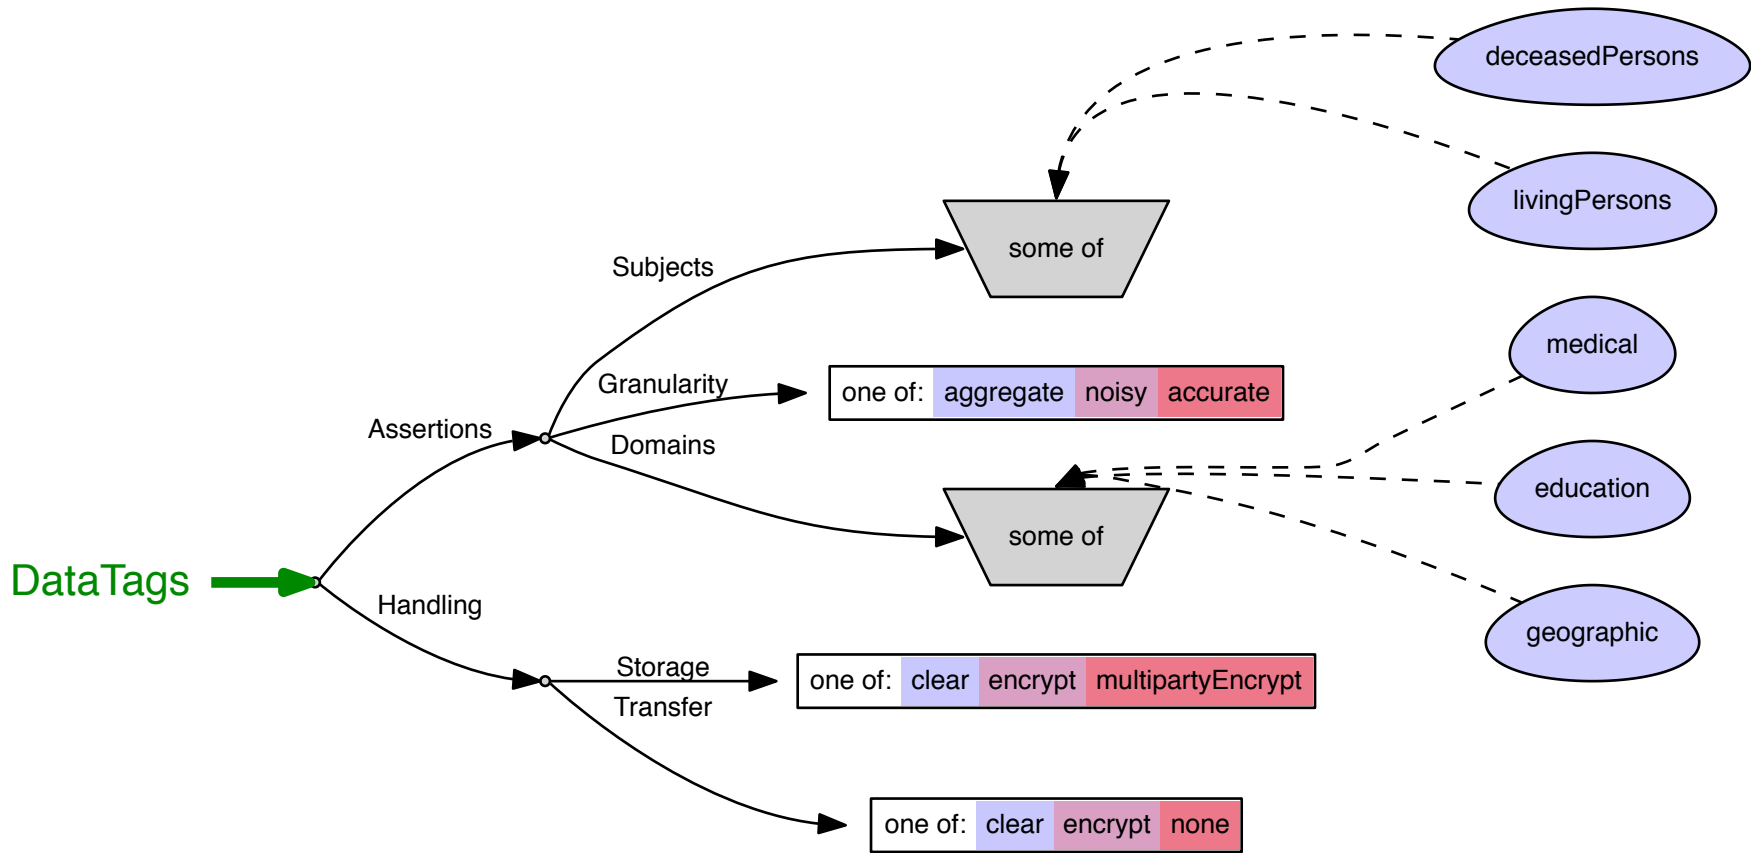 deceasedPersons
livingPersons
some of
Subjects
medical
Granularity
one of: aggregate noisy accurate
Assertions
Domains
education
some of
DataTags
Handling
geographic
Storage
one of: clear encrypt multipartyEncrypt
Transfer
one of: clear encrypt none